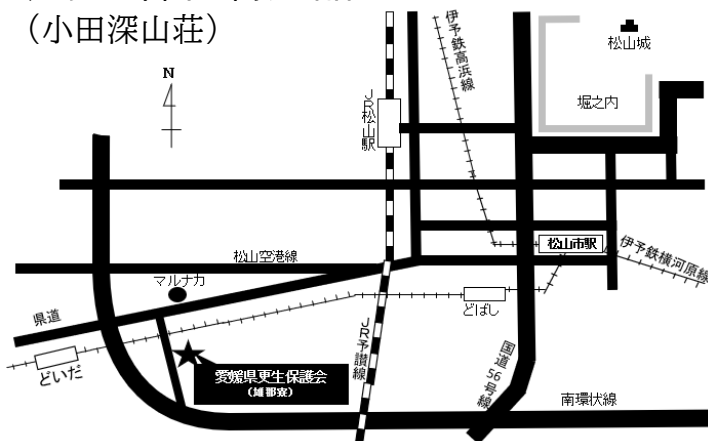 （小田深山荘）
N
伊予鉄高浜線
松山城
堀之内
JR松山駅
松山空港線
松山市駅
伊予鉄横河原線
マルナカ
県道
どばし
JR予讃線
国道56号線
どいだ
愛媛県更生保護会
南環状線